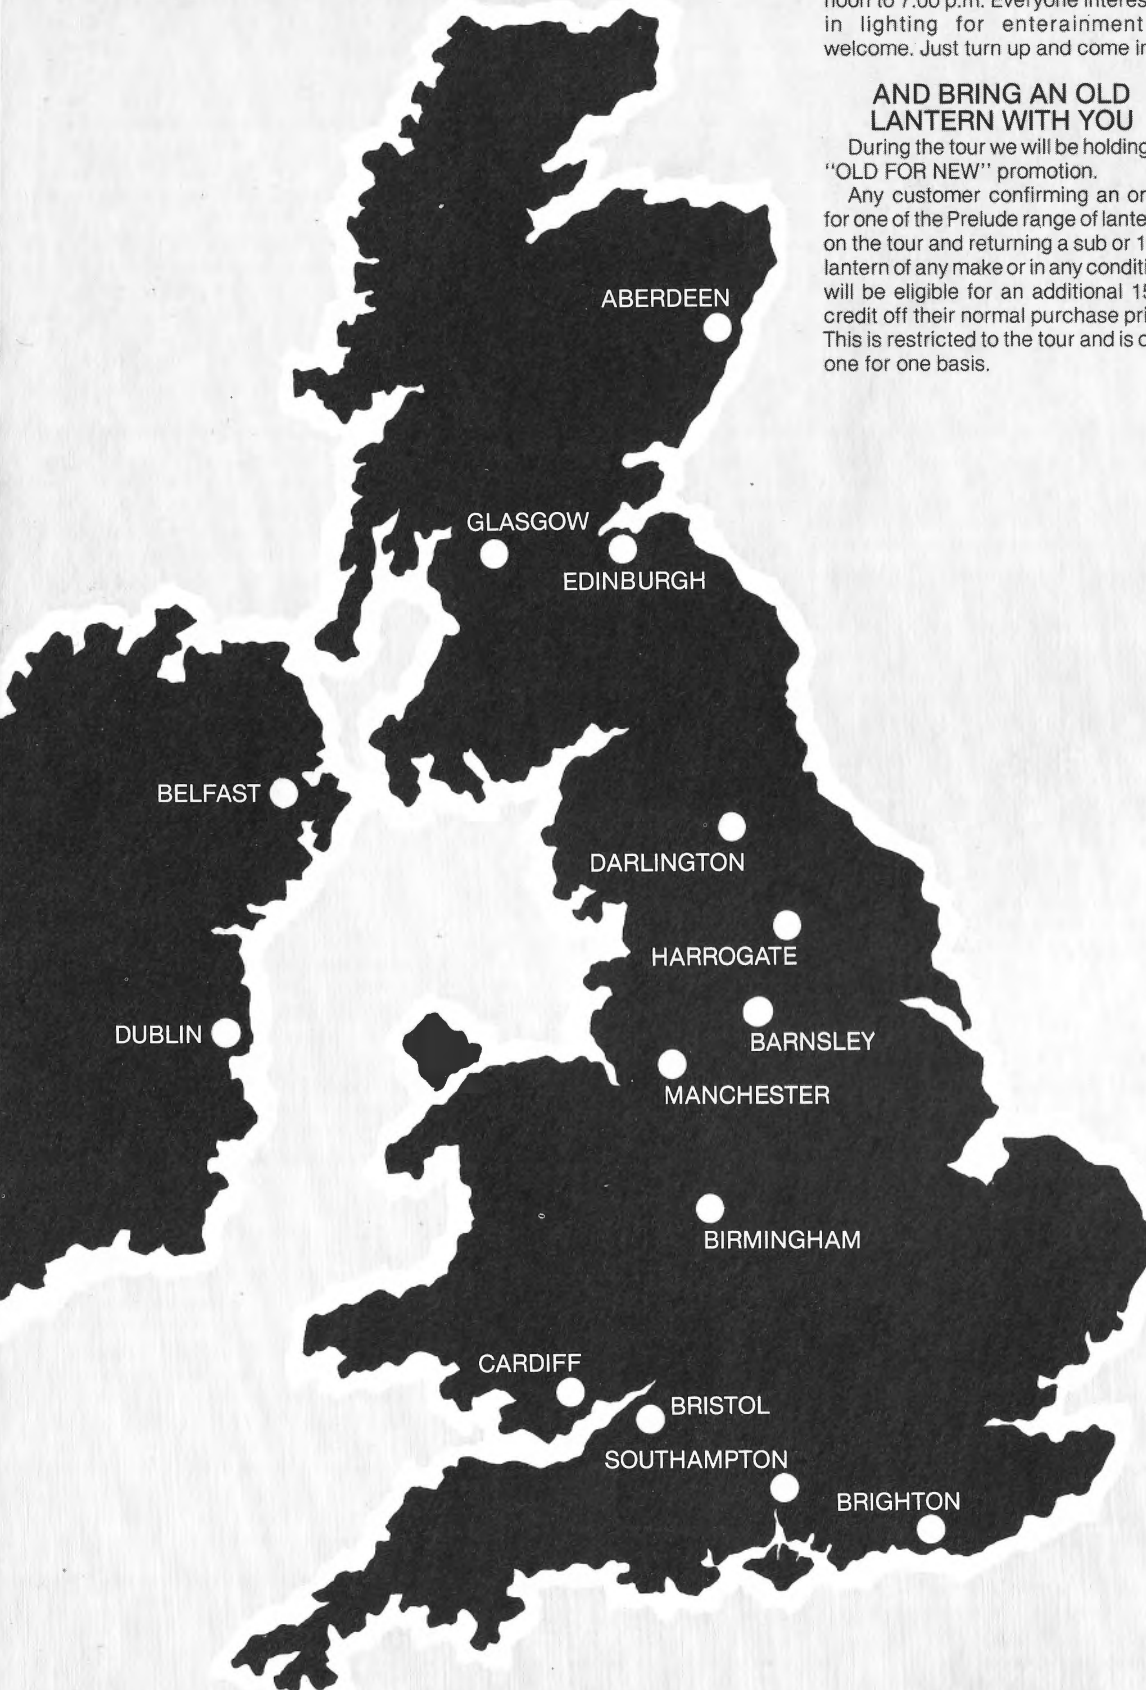 noon to 7.00 p.m. Everyone interes
in lighting for enterainment
welcome. Just turn up and come in
AND BRING AN OLD
LANTERN WITH YOU
During the tour we will be holding
"OLD FOR NEW" promotion.
Any customer confirming an or
for one of the Prelude range of lante
on the tour and returning a sub or 1
lantern of any make or in any conditi
will be eligible for an additional 15
credit off their normal purchase pri
This is restricted to the tour and is o
one for one basis.
ABERDEEN
GLASGOW
EDINBURGH
BELFAST
DARLINGTON
HARROGATE
DUBLIN
BARNSLEY
MANCHESTER
BIRMINGHAM
CARDIFF
BRISTOL
SOUTHAMPTON
BRIGHTON